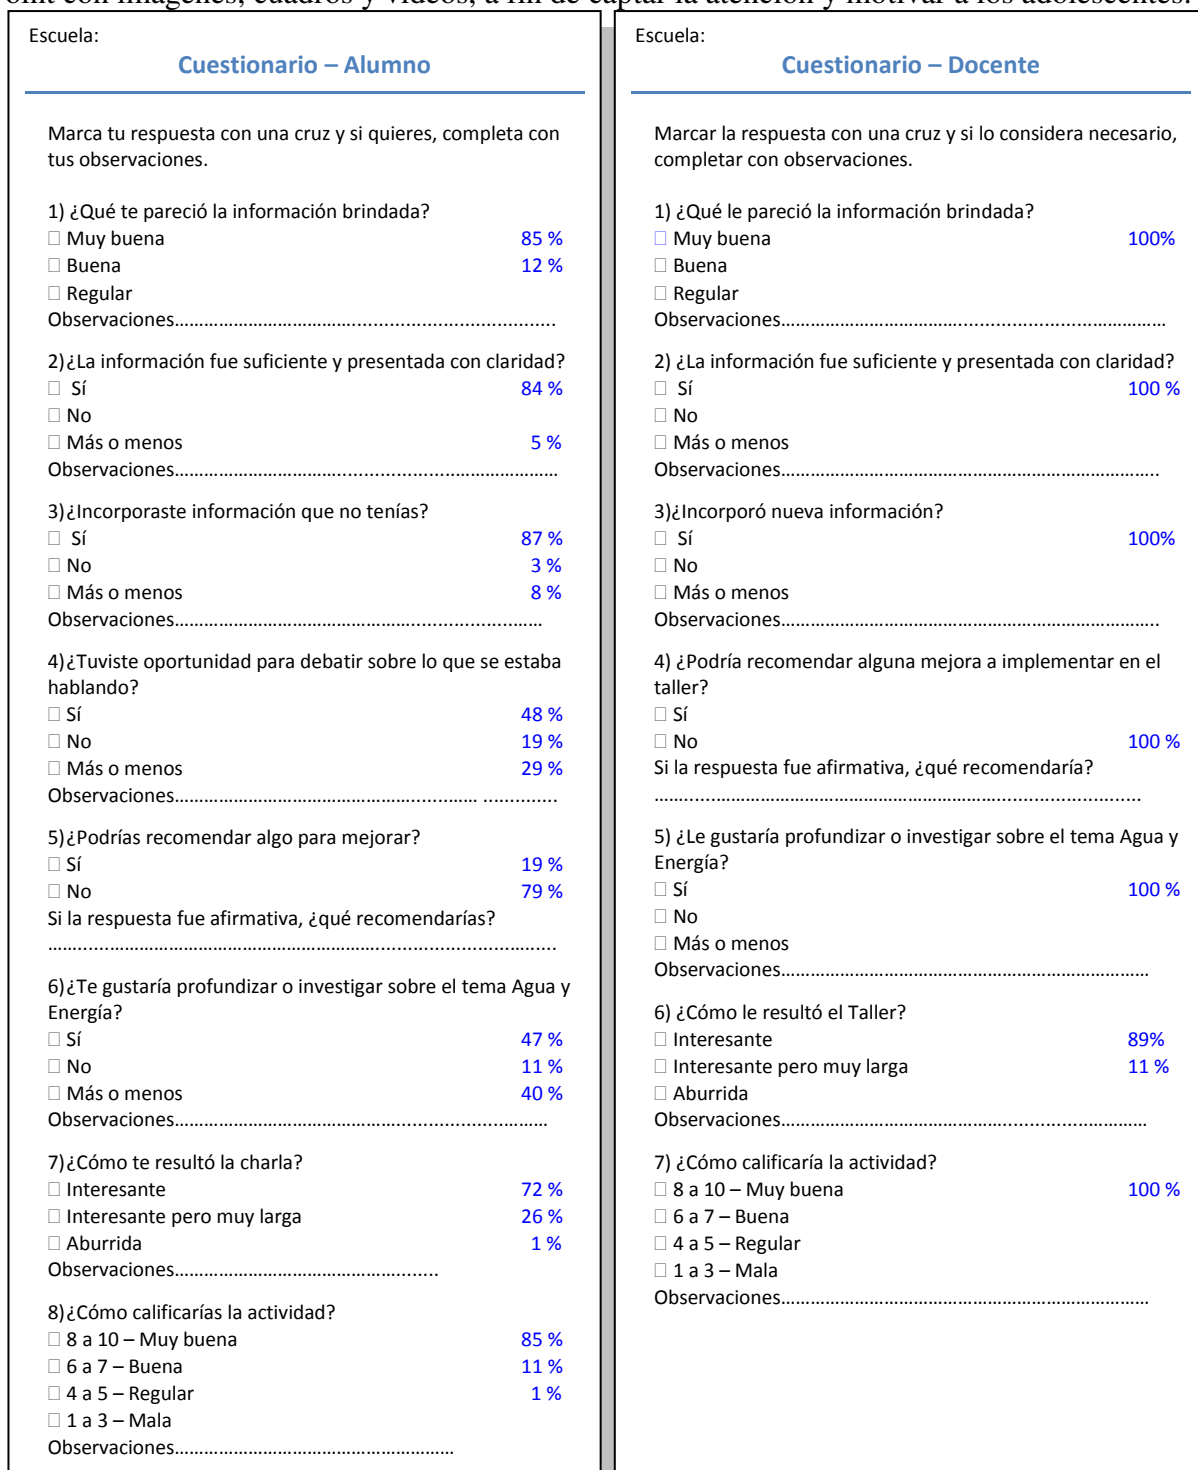 oint con imágenes, cuadros y videos, a fin de captar la atención y motivar a los adolescentes.
Escuela:
Cuestionario – Alumno
Marca tu respuesta con una cruz y si quieres, completa con
tus observaciones.
1) ¿Qué te pareció la información brindada?
□ Muy buena 85 %
□ Buena 12 %
□ Regular
Observaciones……………………………….....................................
2)¿La información fue suficiente y presentada con claridad?
□ Sí 84 %
□ No
□ Más o menos 5 %
Observaciones…………………………….......................…………………
3)¿Incorporaste información que no tenías?
□ Sí 87 %
□ No 3 %
□ Más o menos 8 %
Observaciones…………………………………………....................……
4)¿Tuviste oportunidad para debatir sobre lo que se estaba
hablando?
□ Sí 48 %
□ No 19 %
□ Más o menos 29 %
Observaciones…………………………………………........…… ..............
5)¿Podrías recomendar algo para mejorar?
□ Sí 19 %
□ No 79 %
Si la respuesta fue afirmativa, ¿qué recomendarías?
……......………………………………………………..................................
6)¿Te gustaría profundizar o investigar sobre el tema Agua y
Energía?
□ Sí 47 %
□ No 11 %
□ Más o menos 40 %
Observaciones………………………………………......................………
7)¿Cómo te resultó la charla?
□ Interesante 72 %
□ Interesante pero muy larga 26 %
□ Aburrida 1 %
Observaciones………………………………………........
8)¿Cómo calificarías la actividad?
□ 8 a 10 – Muy buena 85 %
□ 6 a 7 – Buena 11 %
□ 4 a 5 – Regular 1 %
□ 1 a 3 – Mala
Observaciones…………………………………………………
Escuela:
Cuestionario – Docente
Marcar la respuesta con una cruz y si lo considera necesario,
completar con observaciones.
1) ¿Qué le pareció la información brindada?
□ Muy buena 100%
□ Buena
□ Regular
Observaciones………………………………........................……………
2) ¿La información fue suficiente y presentada con claridad?
□ Sí 100 %
□ No
□ Más o menos
Observaciones…………………………………………………………………..
3)¿Incorporó nueva información?
□ Sí 100%
□ No
□ Más o menos
Observaciones…………………………………………………………………..
4) ¿Podría recomendar alguna mejora a implementar en el
taller?
□ Sí
□ No 100 %
Si la respuesta fue afirmativa, ¿qué recomendaría?
……......…………………………………………………..........................
5) ¿Le gustaría profundizar o investigar sobre el tema Agua y
Energía?
□ Sí 100 %
□ No
□ Más o menos
Observaciones…………………………………………………………………
6) ¿Cómo le resultó el Taller?
□ Interesante 89%
□ Interesante pero muy larga 11 %
□ Aburrida
Observaciones………………………………………...................…………
7) ¿Cómo calificaría la actividad?
□ 8 a 10 – Muy buena 100 %
□ 6 a 7 – Buena
□ 4 a 5 – Regular
□ 1 a 3 – Mala
Observaciones…………………………………………………………………